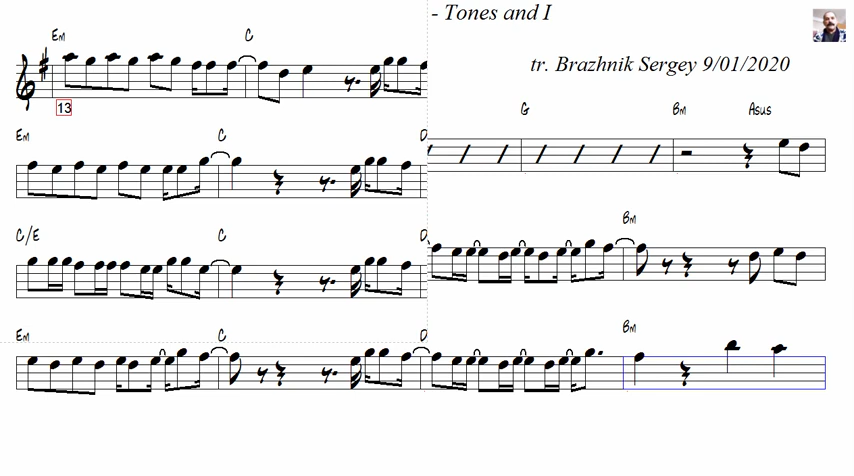 - Tones and I
tr. Brazhnik Sergey 9/01/2020
Em C
13
G Bm Asus
Em C D
Bm
C/E C D
Em C D Bm